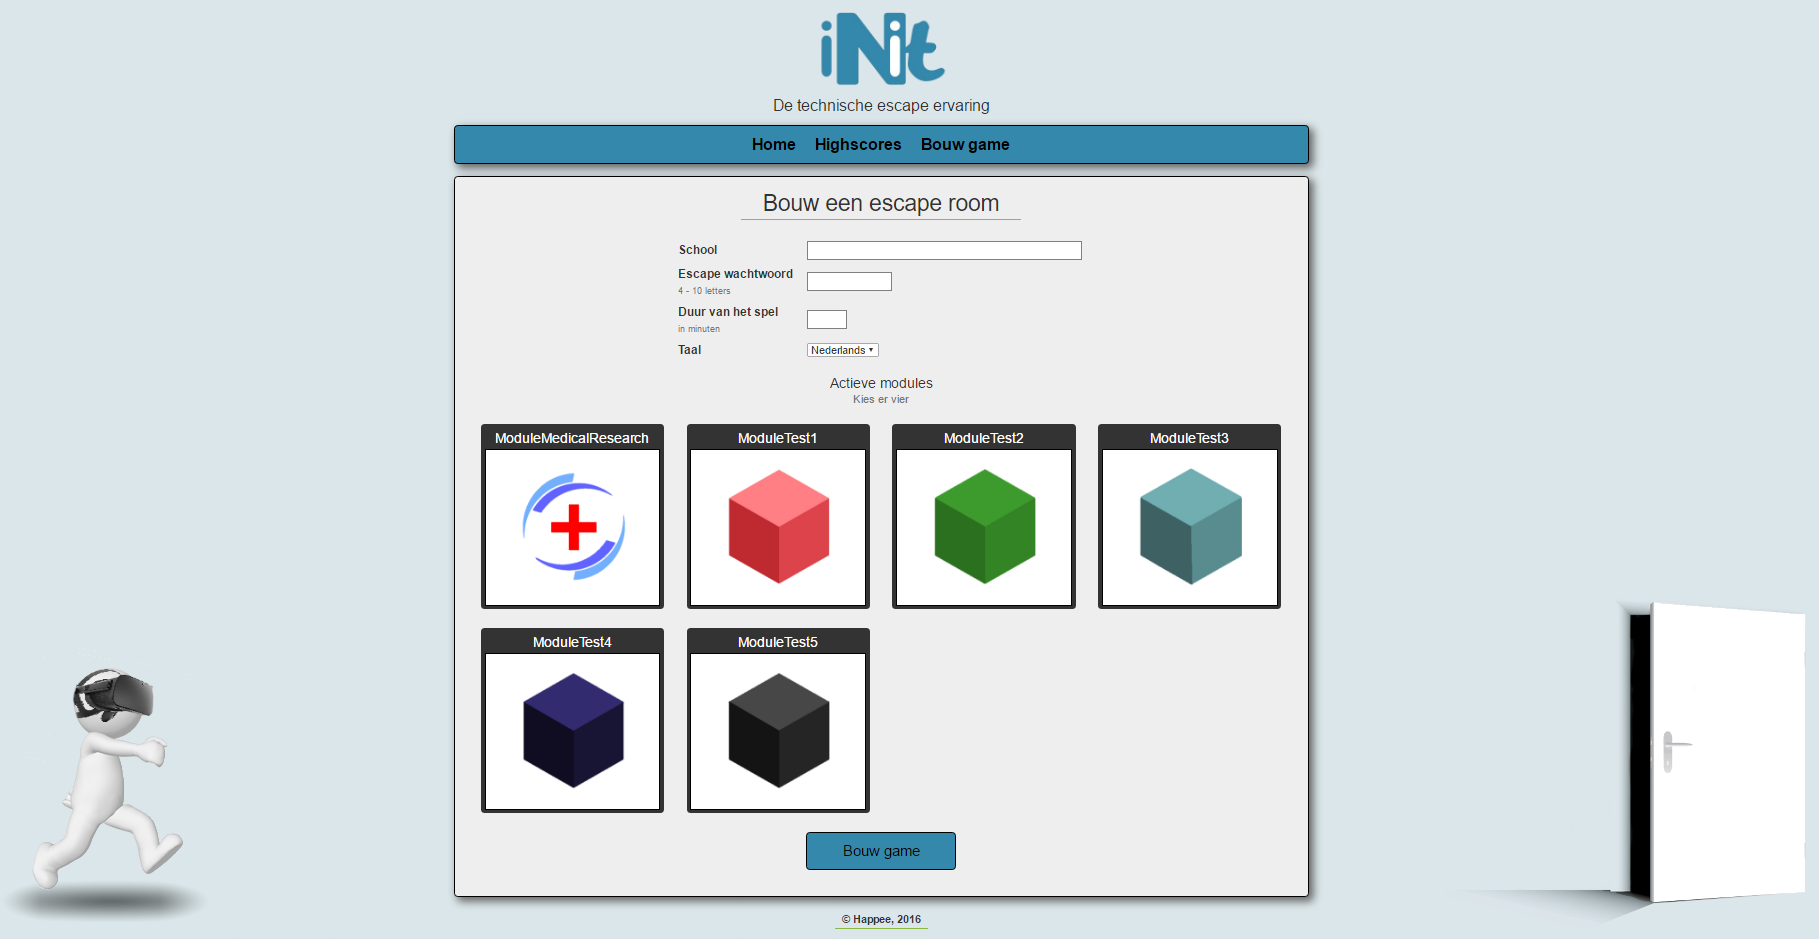 iNit
De technische escape ervaring
Home Highscores Bouw game
Bouw een escape room
School
Escape wachtwoord
4 - 10 letters
Duur van het spel
in minuten
Taal Nederlands
Actieve modules
Kies er vier
ModuleMedicalResearch ModuleTest1 ModuleTest2 ModuleTest3
ModuleTest4 ModuleTest5
Bouw game
© Happee, 2016